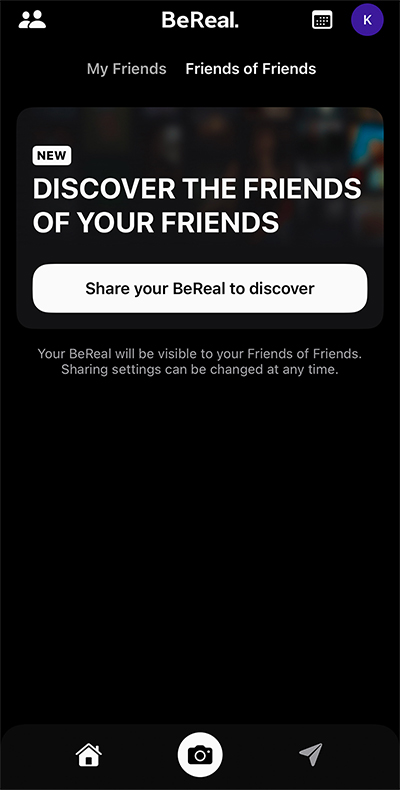 BeReal.
K
My Friends Friends of Friends
NEW
DISCOVER THE FRIENDS
OF YOUR FRIENDS
Share your BeReal to discover
Your BeReal will be visible to your Friends of Friends.
Sharing settings can be changed at any time.